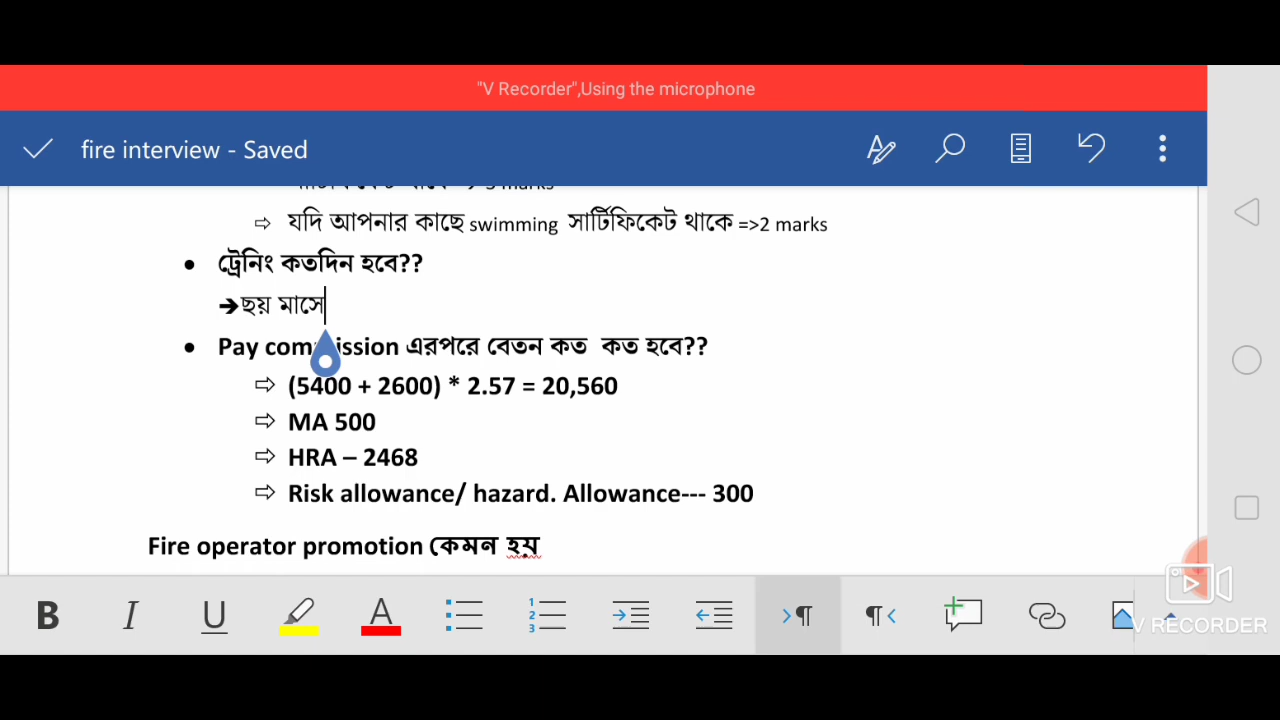 "V Recorder",Using the microphone
fire interview - Saved
⇨ যদি আপনার কাছে swimming সার্টিফিকেট থাকে =>2 marks
• ট্রেনিং কতদিন হবে??
➔ছয় মাসে
• Pay commission এরপরে বেতন কত কত হবে??
⇨ (5400 + 2600) * 2.57 = 20,560
⇨ MA 500
⇨ HRA – 2468
⇨ Risk allowance/ hazard. Allowance--- 300
Fire operator promotion কেমন হয়
B I U A
V RECORDER